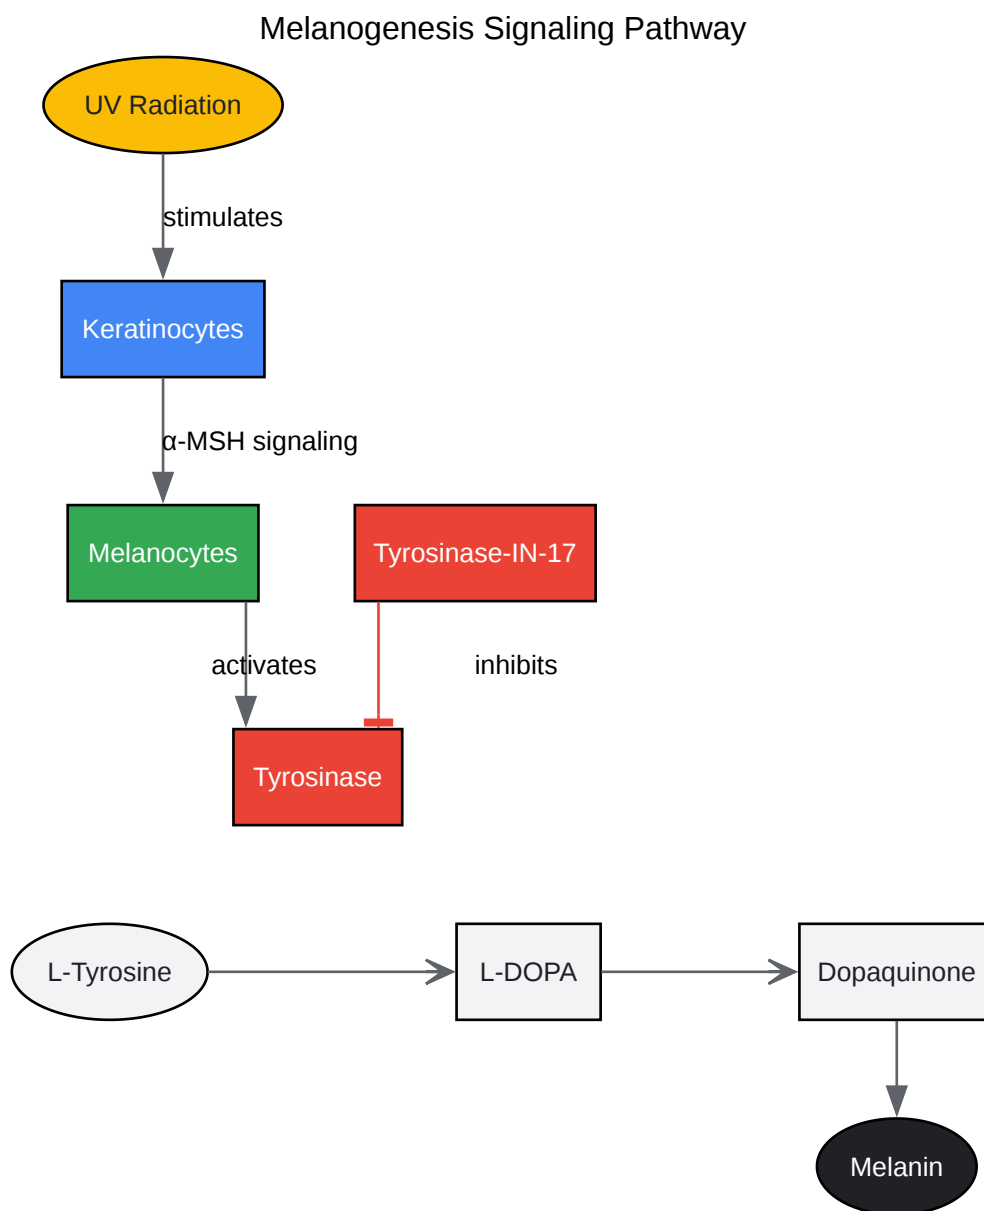 Melanogenesis Signaling Pathway
UV Radiation
stimulates
Keratinocytes
α-MSH signaling
Melanocytes
Tyrosinase-IN-17
activates
inhibits
Tyrosinase
L-Tyrosine
L-DOPA
Dopaquinone
Melanin